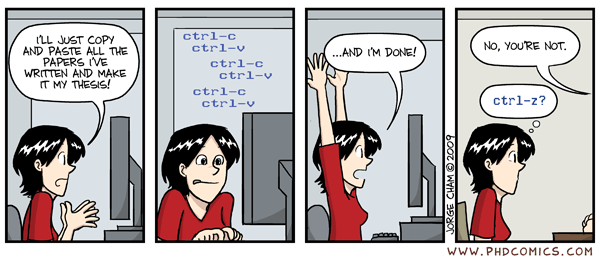 I'LL JUST COPY
AND PASTE ALL THE
PAPERS I'VE
WRITTEN AND MAKE
IT MY THESIS!
ctrl-c
ctrl-v
ctrl-c
ctrl-v
ctrl-c
ctrl-v
...AND I'M DONE!
JORGE CHAM © 2009
NO, YOU'RE NOT.
ctrl-z?
WWW.PHDCOMICS.COM